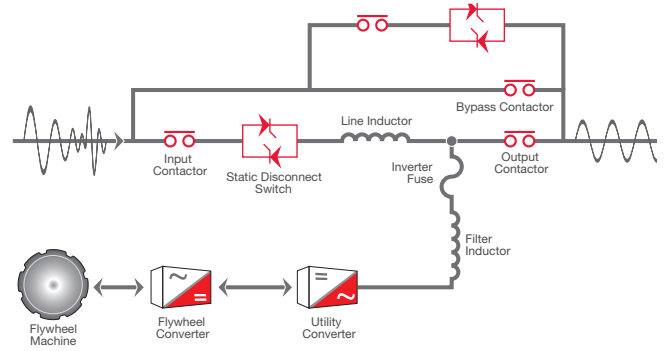 Bypass Contactor
Line Inductor
Input
Contactor
Static Disconnect
Switch
Inverter
Fuse
Output
Contactor
Filter
Inductor
Flywheel
Machine
Flywheel
Converter
Utility
Converter